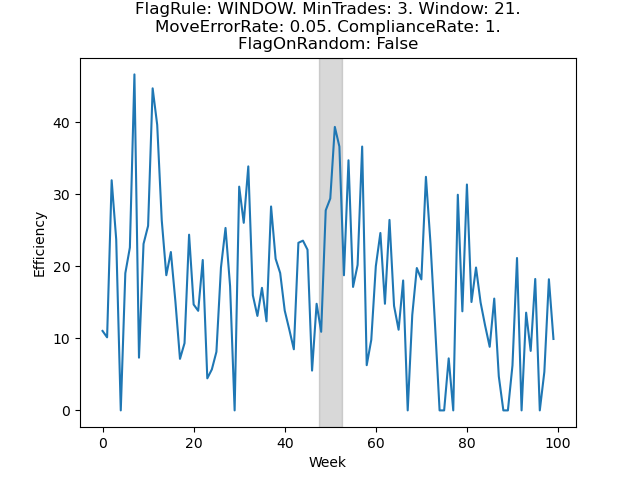 FlagRule: WINDOW. MinTrades: 3. Window: 21.
MoveErrorRate: 0.05. ComplianceRate: 1.
FlagOnRandom: False
Efficiency
40
30
20
10
0
0 20 40 60 80 100
Week